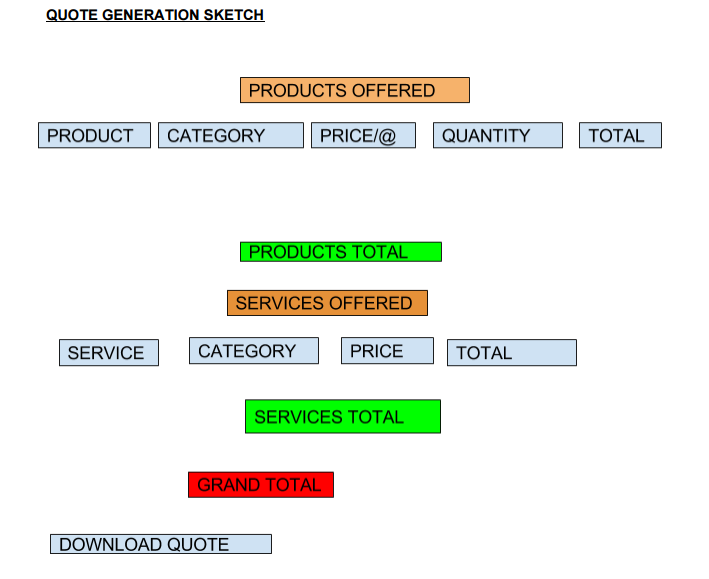 QUOTE GENERATION SKETCH
PRODUCTS OFFERED
PRODUCT CATEGORY PRICE/@ QUANTITY TOTAL
PRODUCTS TOTAL
SERVICES OFFERED
SERVICE CATEGORY PRICE TOTAL
SERVICES TOTAL
GRAND TOTAL
DOWNLOAD QUOTE